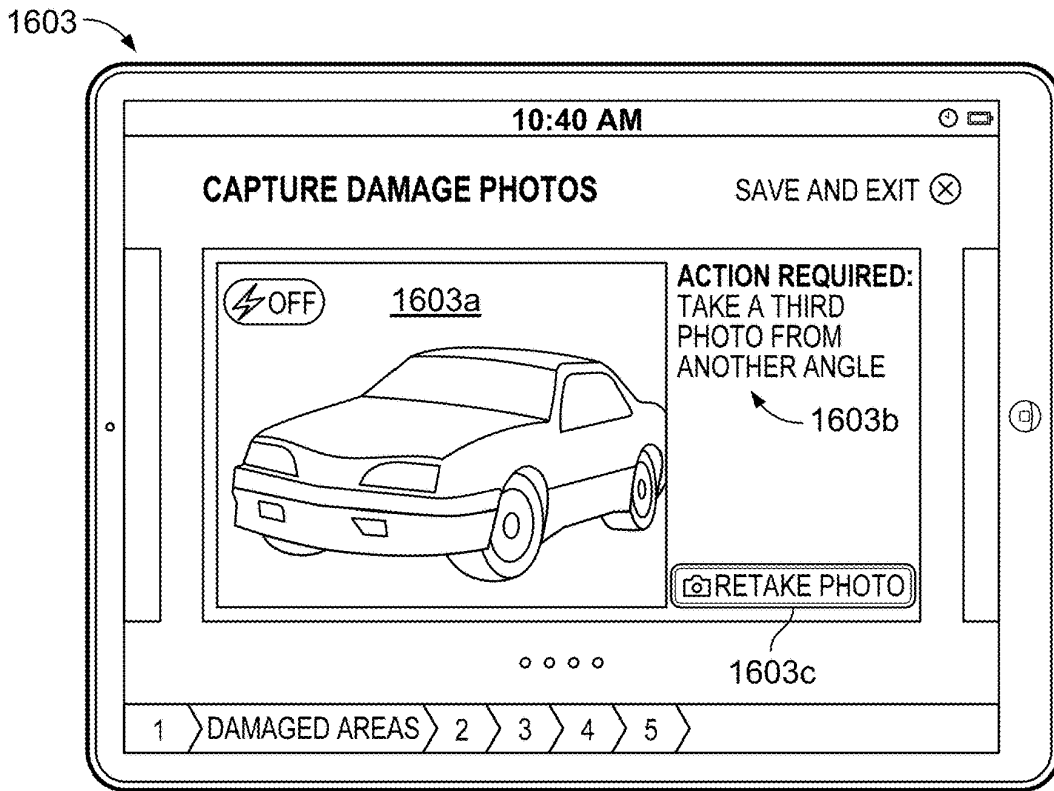 1603
10:40 AM
CAPTURE DAMAGE PHOTOS
SAVE AND EXIT
OFF
1603a
ACTION REQUIRED:
TAKE A THIRD
PHOTO FROM
ANOTHER ANGLE
1603b
RETAKE PHOTO
1603c
1 DAMAGED AREAS 2 3 4 5